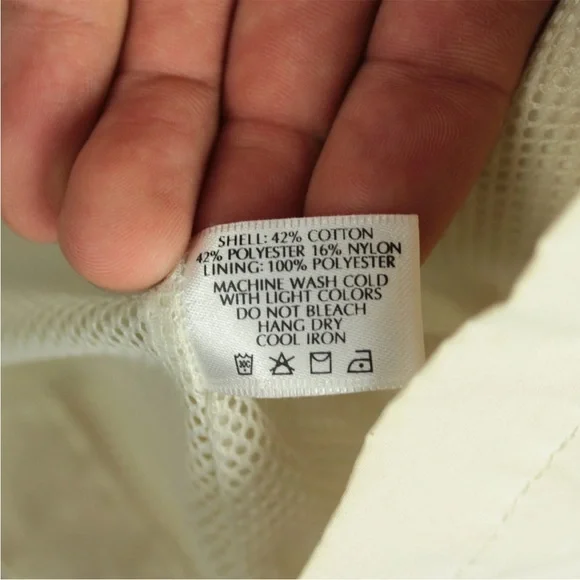 SHELL: 42% COTTON
42% POLYESTER 16% NYLON
LINING: 100% POLYESTER
MACHINE WASH COLD
WITH LIGHT COLORS
DO NOT BLEACH
HANG DRY
COOL IRON